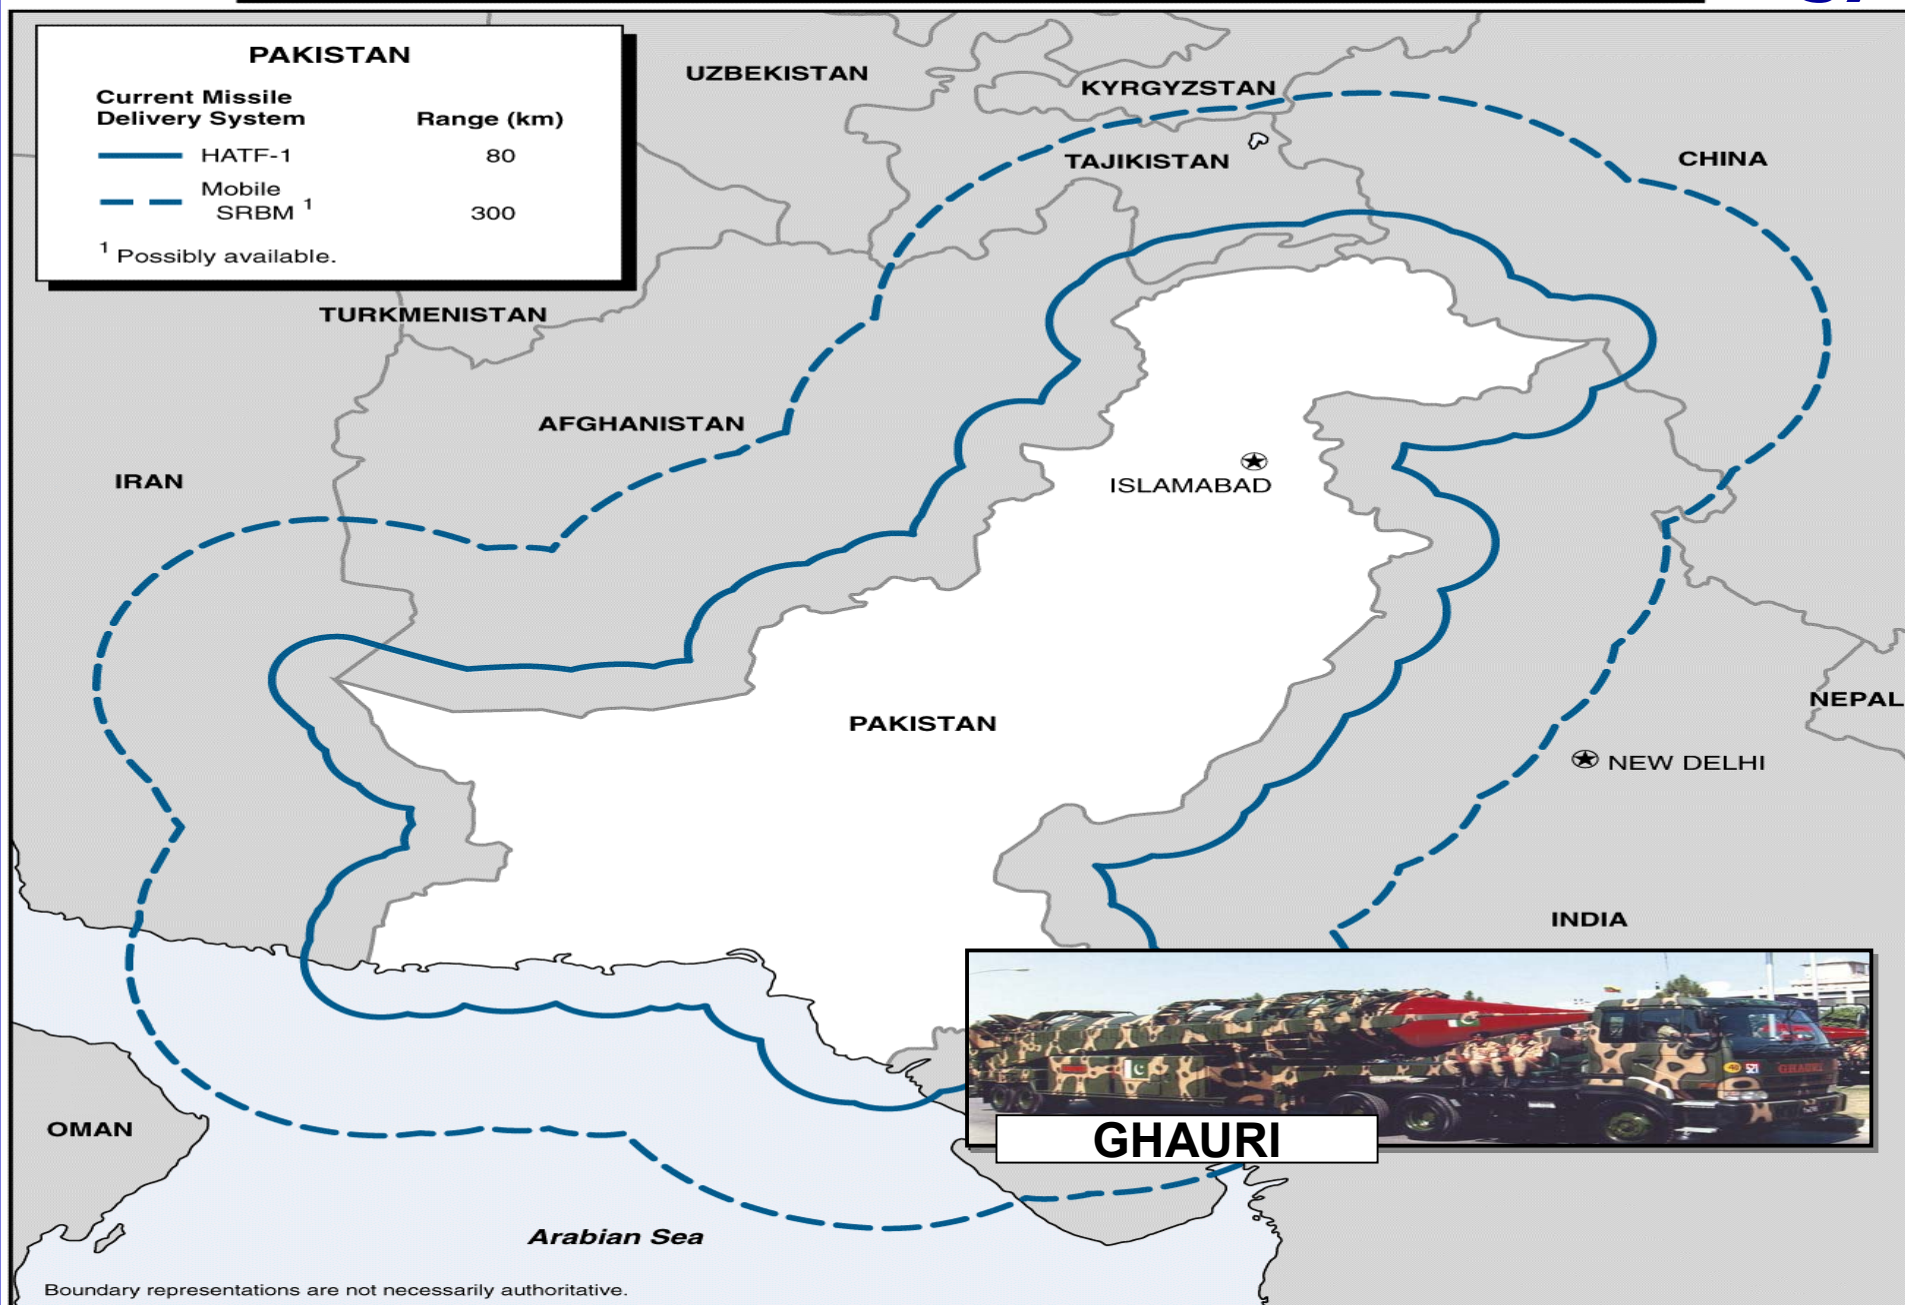 PAKISTAN
Current Missile
Delivery System Range (km)
HATF-1 80
Mobile
SRBM 1 300
1 Possibly available.
UZBEKISTAN
KYRGYZSTAN
TAJIKISTAN
CHINA
TURKMENISTAN
AFGHANISTAN
IRAN
ISLAMABAD
NEPAL
PAKISTAN
NEW DELHI
INDIA
GHAURI
GHAURI
OMAN
Arabian Sea
Boundary representations are not necessarily authoritative.